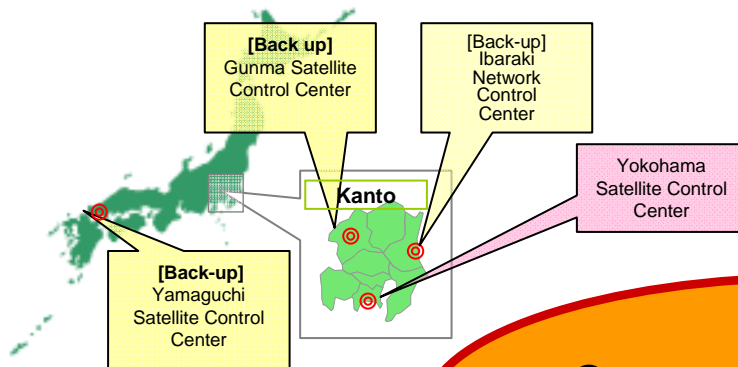 [Back up]
Gunma Satellite
Control Center
[Back-up]
Ibaraki
Network
Control
Center
Yokohama
Satellite Control
Center
Kanto
[Back-up]
Yamaguchi
Satellite Control
Center